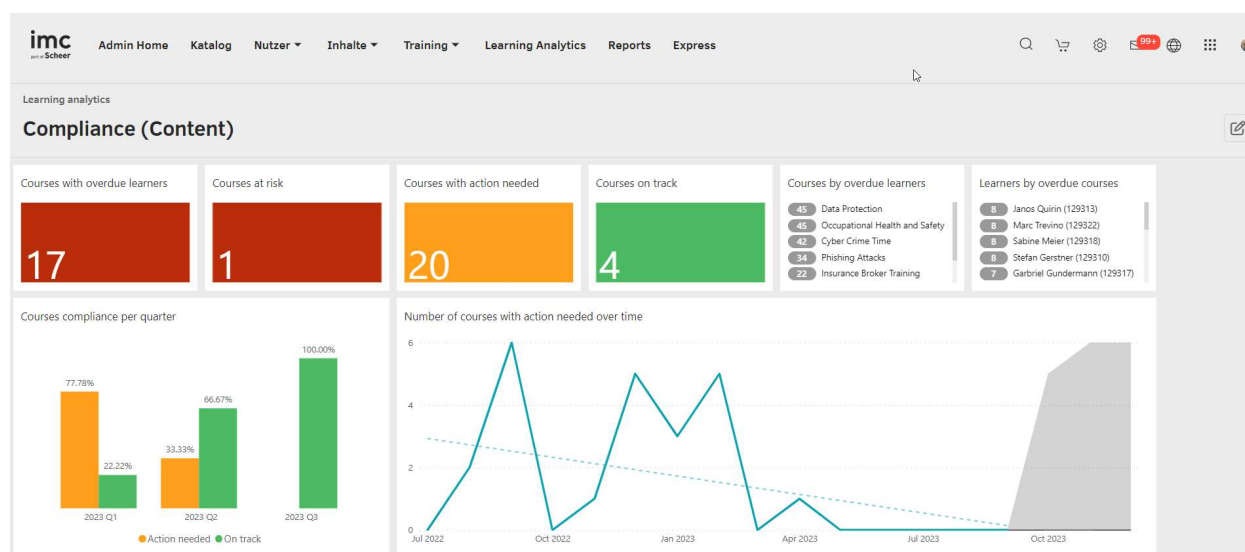 imc
part of Scheer
Admin Home Katalog Nutzer Inhalte Training Learning Analytics Reports Express
99+
Learning analytics
Compliance (Content)
Courses with overdue learners
17
Courses at risk
1
Courses with action needed
20
Courses on track
4
Courses by overdue learners
45 Data Protection
45 Occupational Health and Safety
42 Cyber Crime Time
34 Phishing Attacks
22 Insurance Broker Training
Learners by overdue courses
8 Janos Quirin (129313)
8 Marc Trevino (129322)
8 Sabine Meier (129318)
8 Stefan Gerstner (129310)
7 Garbriel Gundermann (129317)
Courses compliance per quarter
100.00%
77.78%
66.67%
33.33%
22.22%
2023 Q1 2023 Q2 2023 Q3
Action needed On track
Number of courses with action needed over time
6
4
2
0
Jul 2022 Oct 2022 Jan 2023 Apr 2023 Jul 2023 Oct 2023